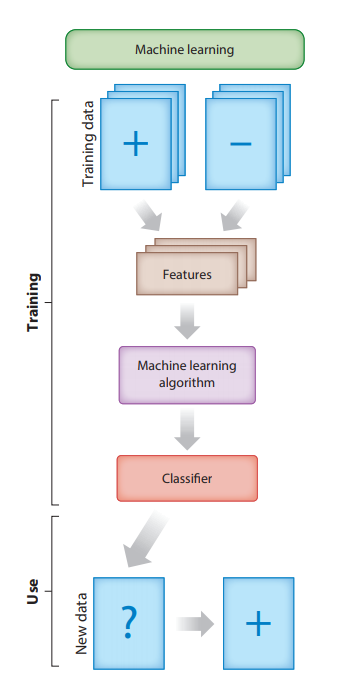 Machine learning
Training data
+
−
Features
Training
Machine learning
algorithm
Classifier
Use
New data
?
+